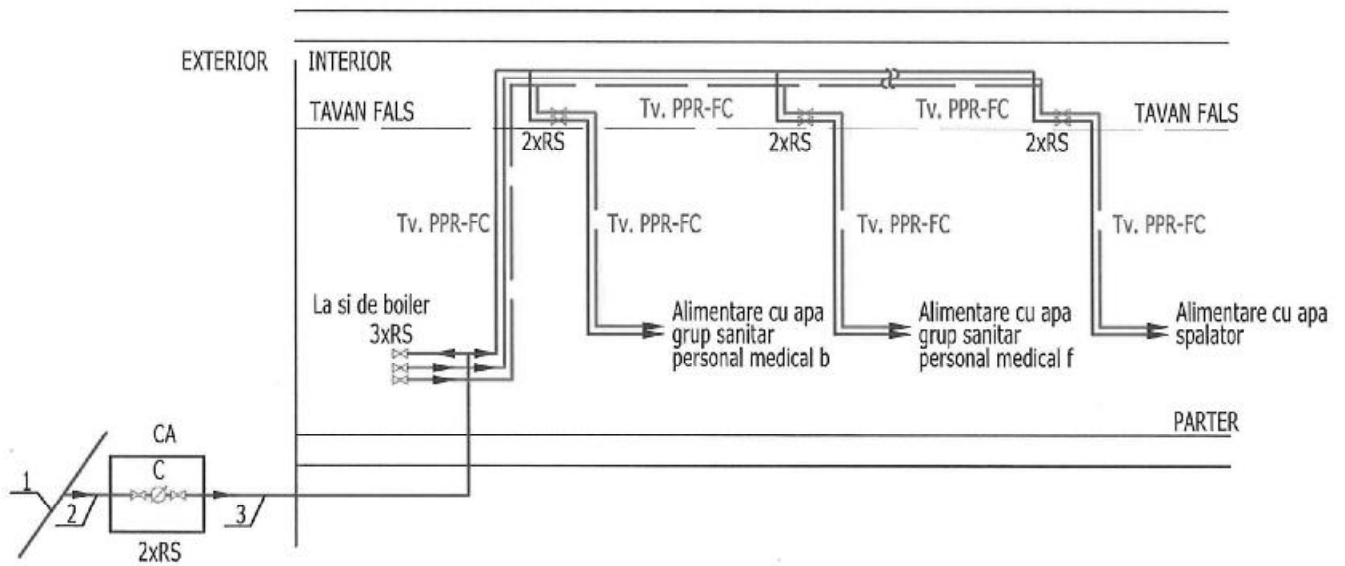 EXTERIOR
INTERIOR
TAVAN FALS
Tv. PPR-FC
Tv. PPR-FC
TAVAN FALS
2xRS
2xRS
2xRS
Tv. PPR-FC
Tv. PPR-FC
Tv. PPR-FC
Tv. PPR-FC
La si de boiler
3xRS
Alimentare cu apa
grup sanitar
personal medical b
Alimentare cu apa
grup sanitar
personal medical f
Alimentare cu apa
spalator
PARTER
CA
C
1
2
3
2xRS